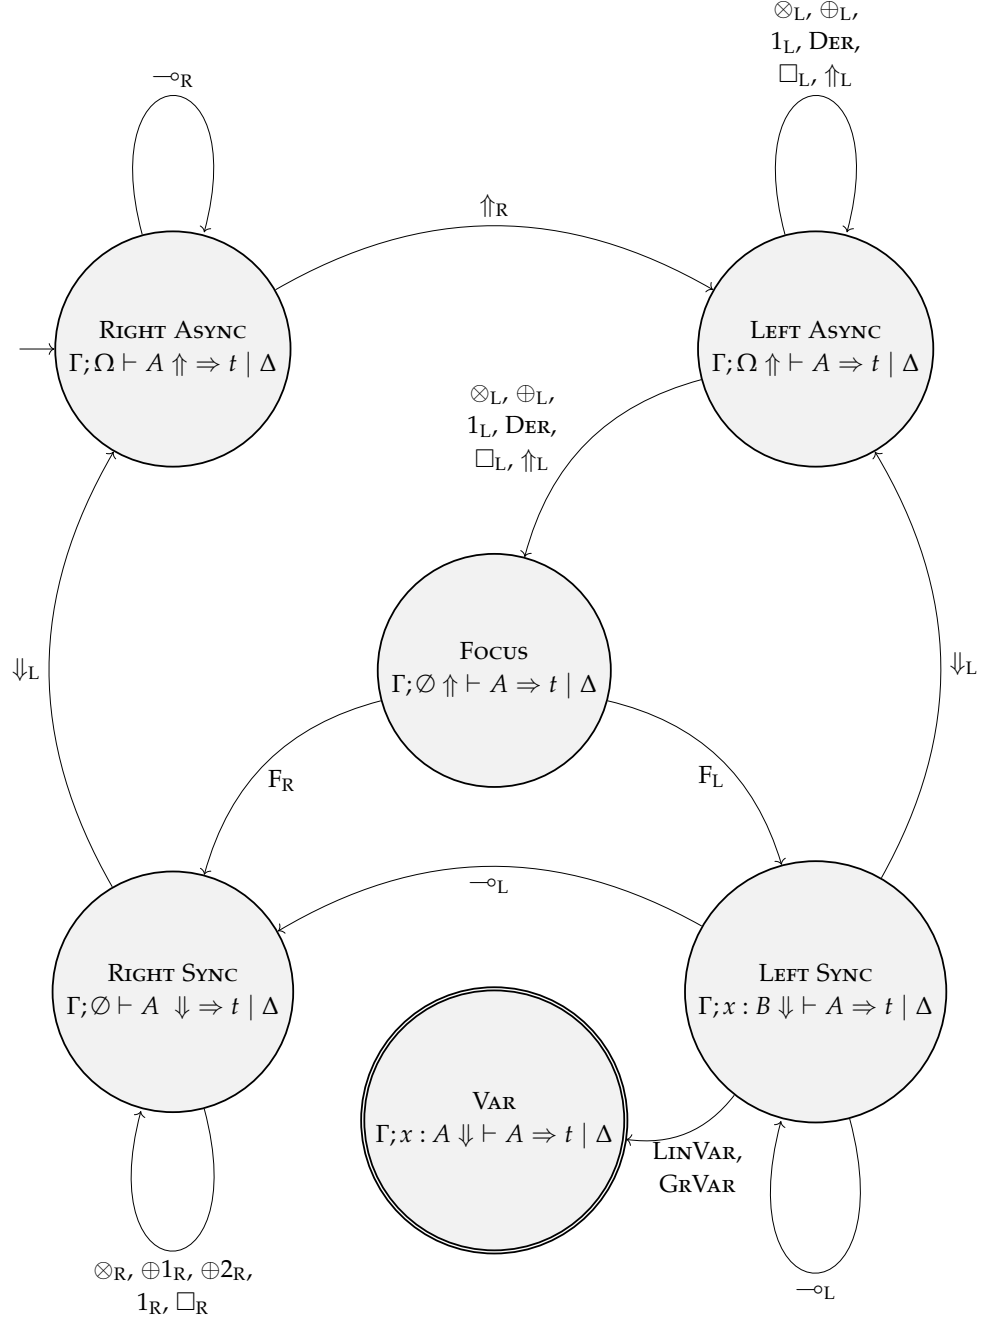 ⊗L, ⊕L,
1L, DER,
□L, ⇑L
⊸R
⇑R
RIGHT ASYNC
Γ; Ω ⊢ A ⇑ ⇒ t | Δ
LEFT ASYNC
Γ; Ω ⇑ ⊢ A ⇒ t | Δ
⊗L, ⊕L,
1L, DER,
□L, ⇑L
FOCUS
Γ; ∅ ⇑ ⊢ A ⇒ t | Δ
⇓L
⇓L
FR
FL
⊸L
RIGHT SYNC
Γ; ∅ ⊢ A ⇓ ⇒ t | Δ
LEFT SYNC
Γ; x : B ⇓ ⊢ A ⇒ t | Δ
VAR
Γ; x : A ⇓ ⊢ A ⇒ t | Δ
LINVAR,
GRVAR
⊗R, ⊕1R, ⊕2R,
1R, □R
⊸L